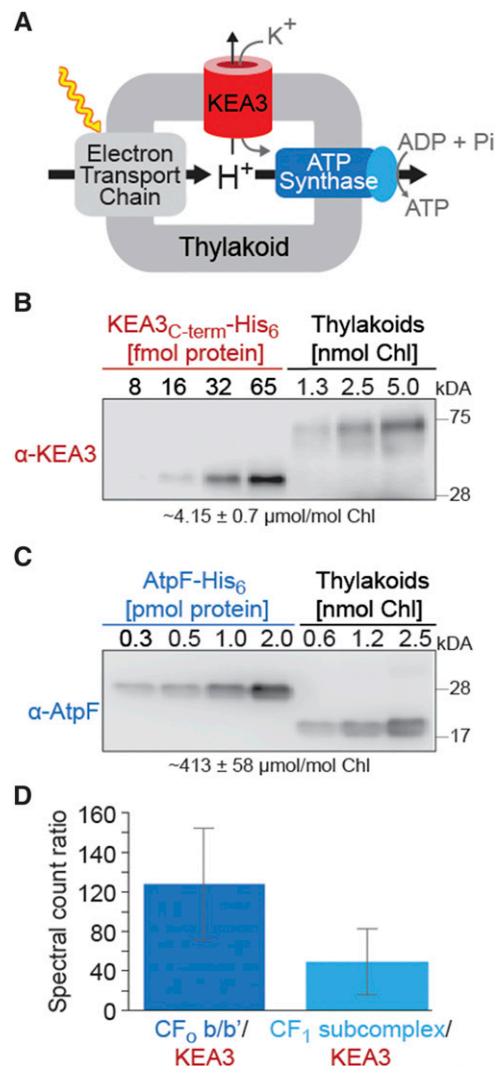 A
K+
KEA3
Electron
Transport
Chain
H+
ATP
Synthase
ADP + Pi
ATP
Thylakoid
B
KEA3C-term-His6
[fmol protein]
Thylakoids
[nmol Chl]
8 16 32 65 1.3 2.5 5.0 kDA
75
α-KEA3
28
~4.15 ± 0.7 µmol/mol Chl
C
AtpF-His6
[pmol protein]
Thylakoids
[nmol Chl]
0.3 0.5 1.0 2.0 0.6 1.2 2.5 kDA
28
α-AtpF
17
~413 ± 58 µmol/mol Chl
D
Spectral count ratio
160
140
120
80
40
0
CFo b/b'/
KEA3
CF1 subcomplex/
KEA3